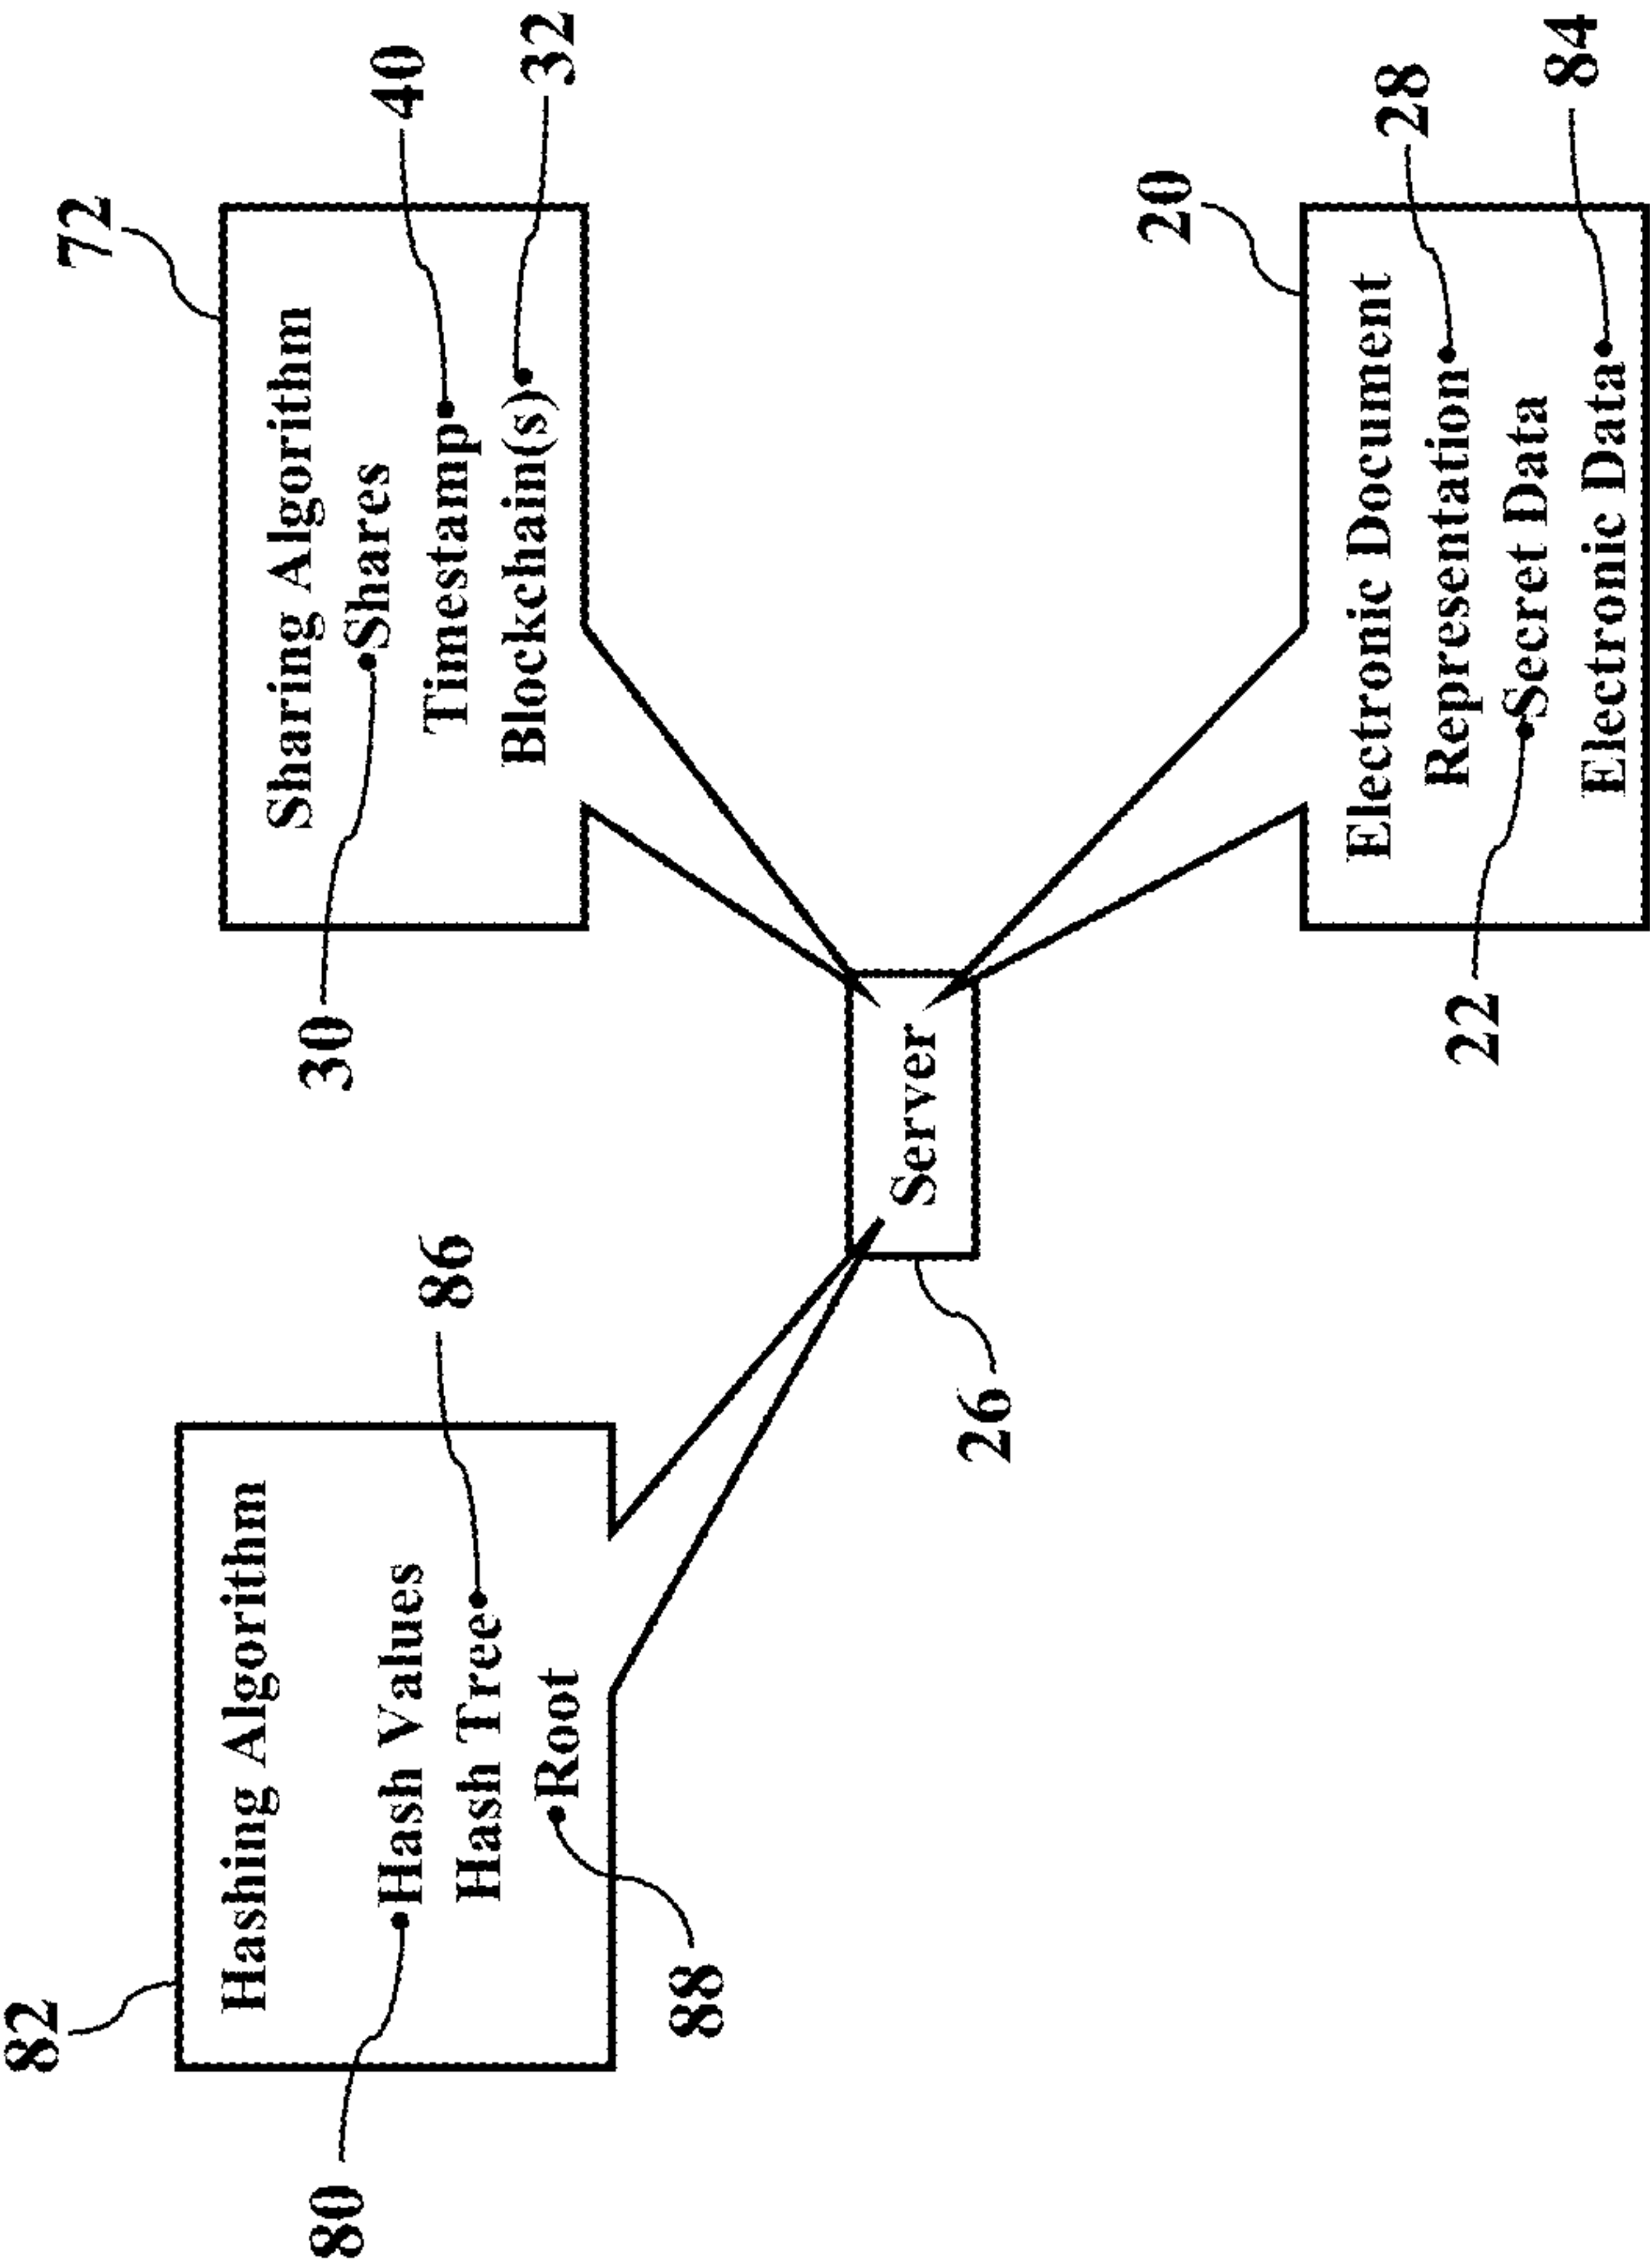 82
Hashing Algorithm
80
Hash Values
86
Hash Tree
Root
88
72
Sharing Algorithm
30
Shares
40
Timestamp
Blockchain(s)
32
Server
26
20
Electronic Document
Representation
28
22
Secret Data
Electronic Data
84